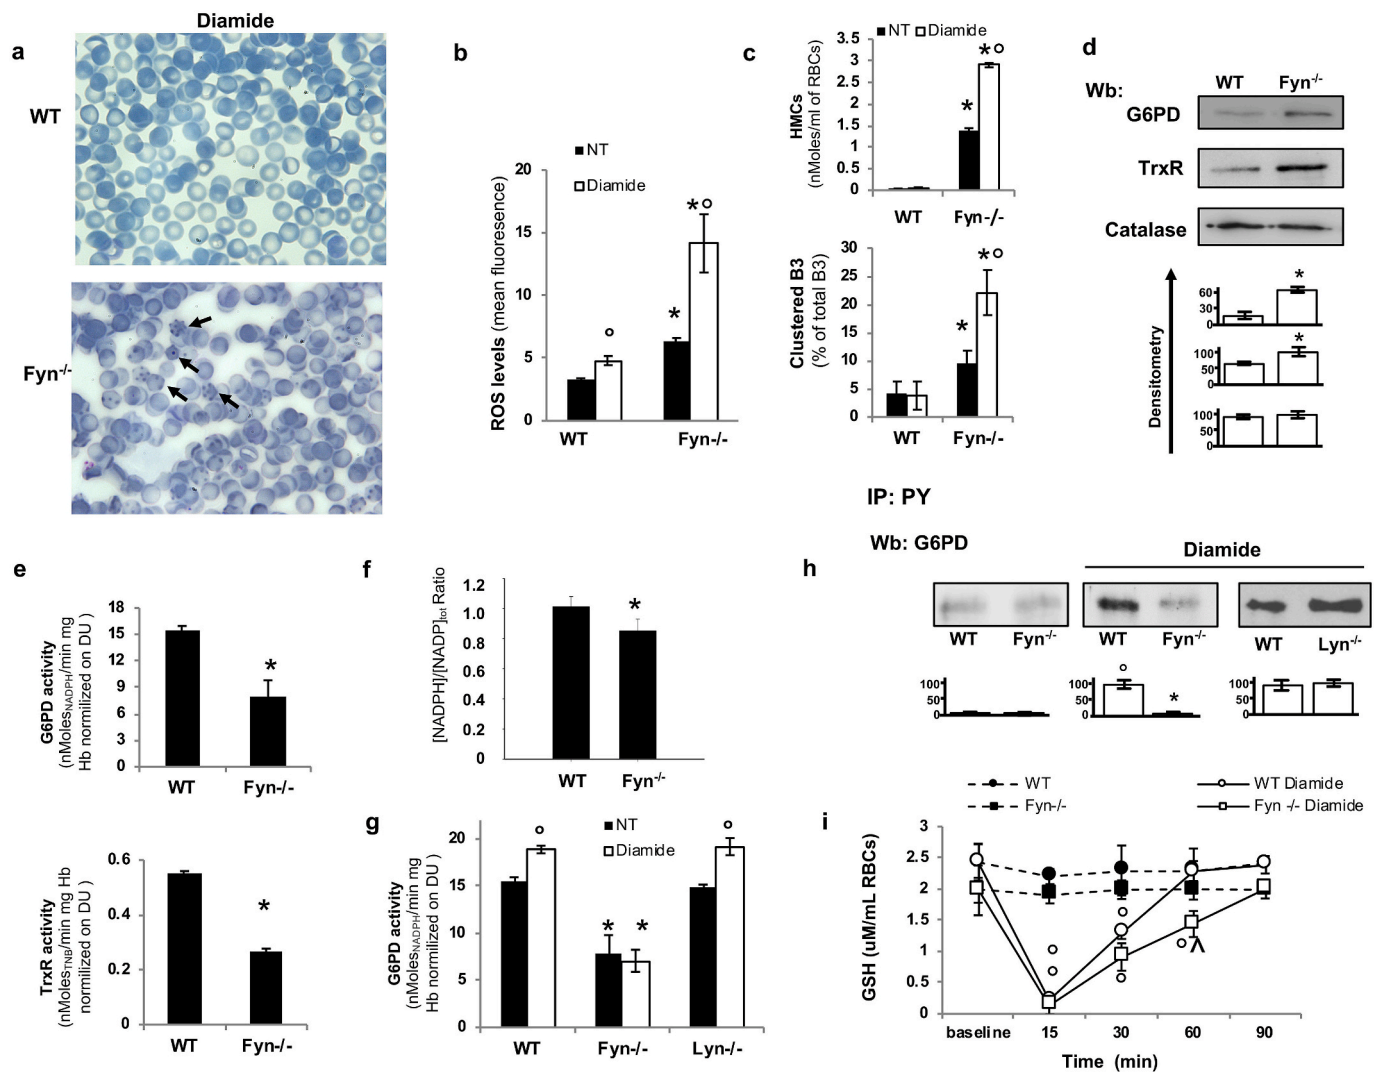 Diamide
a
WT
Fyn-/-
b
NT
Diamide
20
15
10
5
0
ROS levels (mean fluoresence)
*
*
WT
Fyn-/-
c
NT Diamide
3.5
3
2.5
2
1.5
1
0.5
0
HMCs
(nMoles/ml of RBCs)
*
*
WT
Fyn-/-
30
25
20
15
10
5
0
Clustered B3
(% of total B3)
*
*
WT
Fyn-/-
d
WT Fyn-/-
Wb:
G6PD
TrxR
Catalase
Densitometry
60
30
0
*
100
50
0
*
100
50
0
e
18
15
12
9
6
3
0
G6PD activity
(nMolesNADPH/min mg
Hb normilized on DU )
*
WT
Fyn-/-
0.6
0.4
0.2
0
TrxR activity
(nMolesTNB/min mg Hb
normilized on DU )
*
WT
Fyn-/-
f
1.2
1
0.8
0.6
0.4
0.2
0
[NADPH]/[NADP]tot Ratio
*
WT
Fyn-/-
g
NT
Diamide
20
15
10
5
0
G6PD activity
(nMolesNADPH/min mg
Hb normilized on DU )
* *
WT
Fyn-/-
Lyn-/-
IP: PY
Wb: G6PD
Diamide
h
WT Fyn-/-
WT Fyn-/-
WT Lyn-/-
100
50
0
100
50
0
*
100
50
0
i
WT
Fyn-/-
WT Diamide
Fyn -/- Diamide
3
2.5
2
1.5
1
0.5
0
GSH (uM/mL RBCs)
^
baseline 15 30 60 90
Time (min)